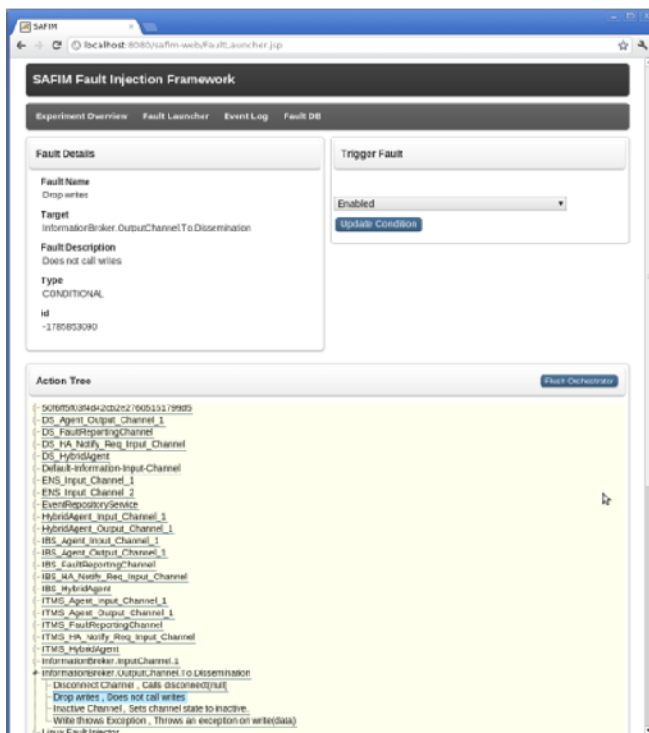 SAFIM
localhost:8080/safim-web/FaultLauncher.jsp
SAFIM Fault Injection Framework
Experiment Overview Fault Launcher Event Log Fault DB
Fault Details
Trigger Fault
Fault Name
Drop writes
Target
InformationBroker.OutputChannel.To.Dissemination
Fault Description
Does not call writes
Type
CONDITIONAL
id
-1785853090
Enabled
Update Condition
Action Tree
Flush Orchestrator
DS_Agent_Output_Channel_1
DS_FaultReportingChannel
DS_HA_Notify_Req_Input_Channel
DS_HybridAgent
Default-Information-Input-Channel
ENS_Input_Channel_1
ENS_Input_Channel_2
EventRepositoryService
HybridAgent_Input_Channel_1
HybridAgent_Output_Channel_1
IBS_Agent_Input_Channel_1
IBS_Agent_Output_Channel_1
IBS_FaultReportingChannel
IBS_HA_Notify_Req_Input_Channel
IBS_HybridAgent
ITMS_Agent_Input_Channel_1
ITMS_Agent_Output_Channel_1
ITMS_FaultReportingChannel
ITMS_HA_Notify_Req_Input_Channel
ITMS_HybridAgent
InformationBroker.InputChannel.1
InformationBroker.OutputChannel.To.Dissemination
Disconnect Channel , Calls disconnect(null)
Drop writes , Does not call writes
Inactive Channel , Sets channel state to inactive.
Write throws Exception , Throws an exception on write(data)
Linux Fault Injector